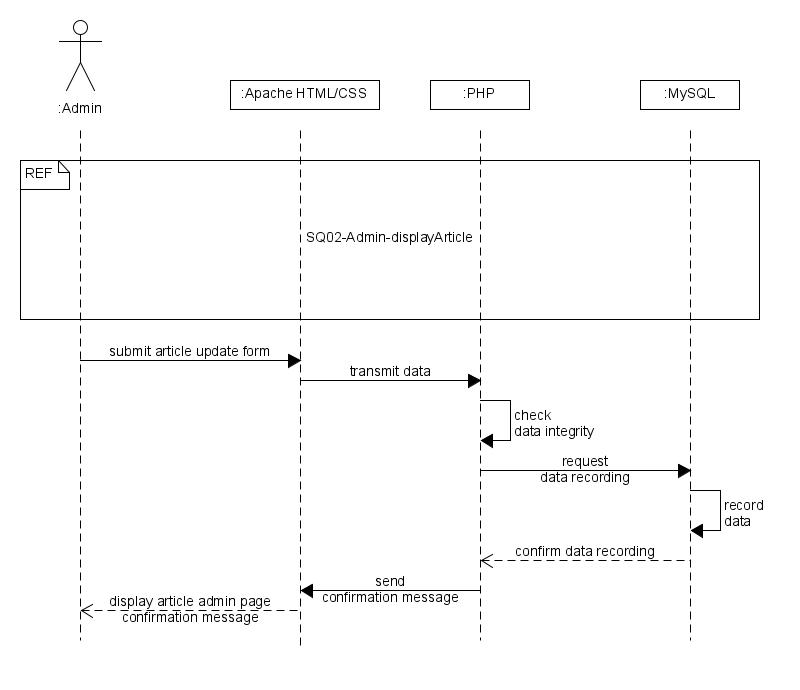 :Admin
:Apache HTML/CSS
:PHP
:MySQL
REF
SQ02-Admin-displayArticle
submit article update form
transmit data
check
data integrity
request
data recording
record
data
confirm data recording
send
confirmation message
display article admin page
confirmation message